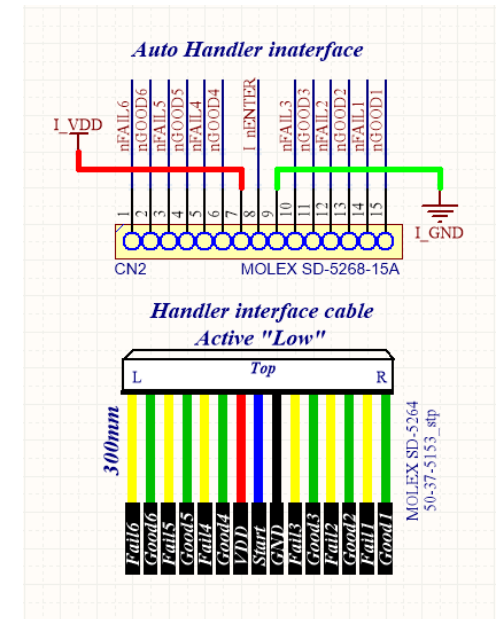 Auto Handler inaterface
I_VDD
nFAIL6
nGOOD6
nFAIL5
nGOOD5
nFAIL4
nGOOD4
I_nENTER
nFAIL3
nGOOD3
nFAIL2
nGOOD2
nFAIL1
nGOOD1
I_GND
1 2 3 4 5 6 7 8 9 10 11 12 13 14 15
CN2 MOLEX SD-5268-15A
Handler interface cable
Active "Low"
Top
L R
300mm
MOLEX SD-5264
50-37-5153_stp
Fail6
Good6
Fail5
Good5
Fail4
Good4
VDD
Start
GND
Fail3
Good3
Fail2
Good2
Fail1
Good1